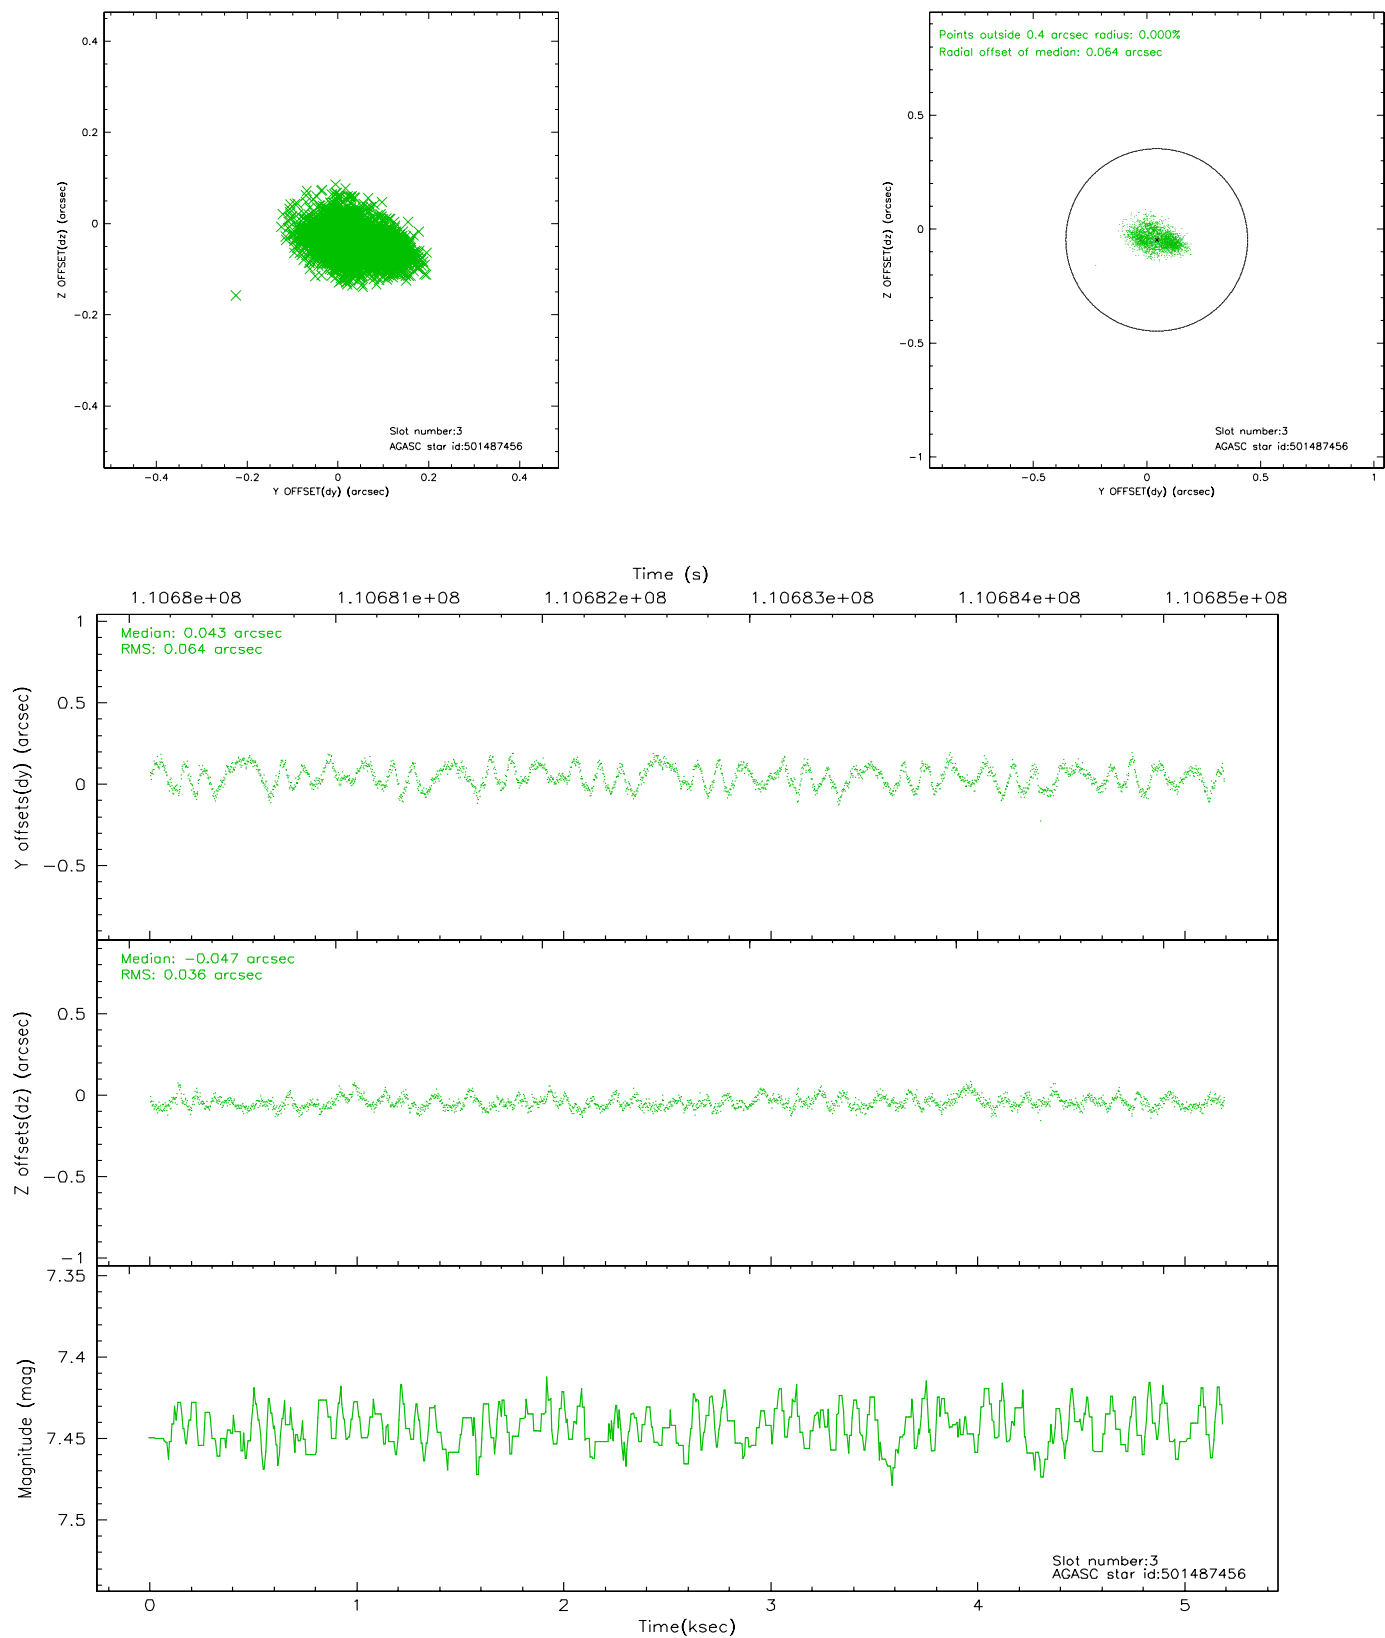 0.4
0.2
0
−0.2
−0.4
Z OFFSET(dz) (arcsec)
Slot number:3
AGASC star id:501487456
−0.4 −0.2 0 0.2 0.4
Y OFFSET(dy) (arcsec)
Points outside 0.4 arcsec radius: 0.000%
Radial offset of median: 0.064 arcsec
0.5
0
−0.5
−1
Z OFFSET(dz) (arcsec)
Slot number:3
AGASC star id:501487456
−0.5 0 0.5 1
Y OFFSET(dy) (arcsec)
Time (s)
1.1068e+08 1.10681e+08 1.10682e+08 1.10683e+08 1.10684e+08 1.10685e+08
Median: 0.043 arcsec
RMS: 0.064 arcsec
1
0.5
0
−0.5
Y offsets(dy) (arcsec)
Median: −0.047 arcsec
RMS: 0.036 arcsec
0.5
0
−0.5
−1
Z offsets(dz) (arcsec)
7.35
7.4
7.45
7.5
Magnitude (mag)
Slot number:3
AGASC star id:501487456
0 1 2 3 4 5
Time(ksec)